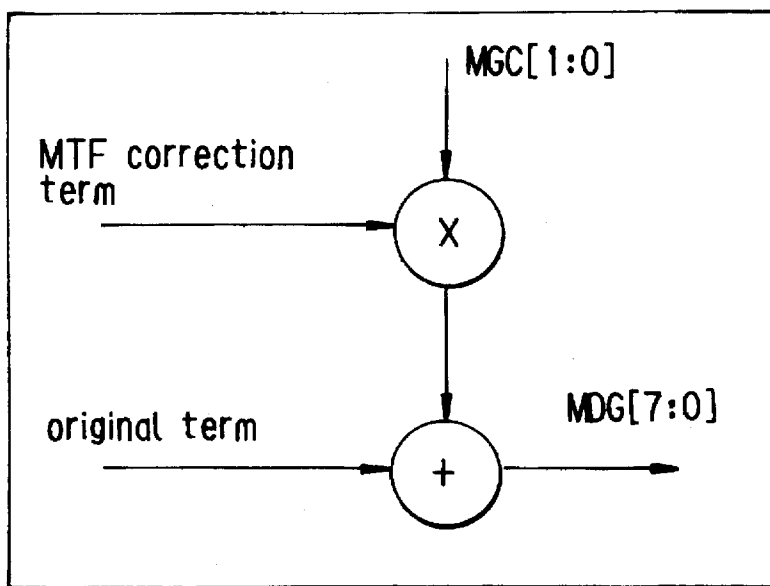 MGC[1:0]
MTF correction
term
X
original term
MDG[7:0]
+